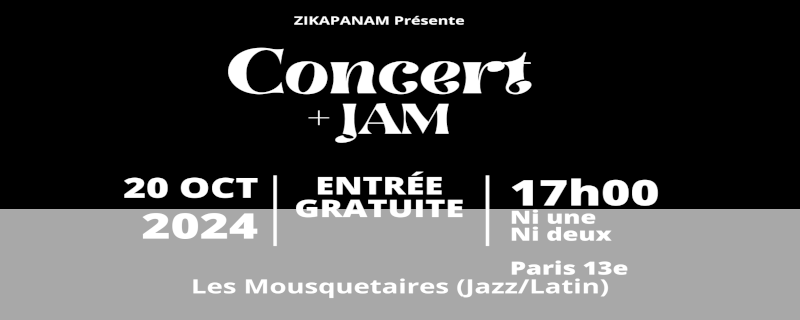 ZIKAPANAM Présente
Concert
+ JAM
20 OCT
2024
ENTRÉE
GRATUITE
17h00
Ni une
Ni deux
Paris 13e
Les Mousquetaires (Jazz/Latin)